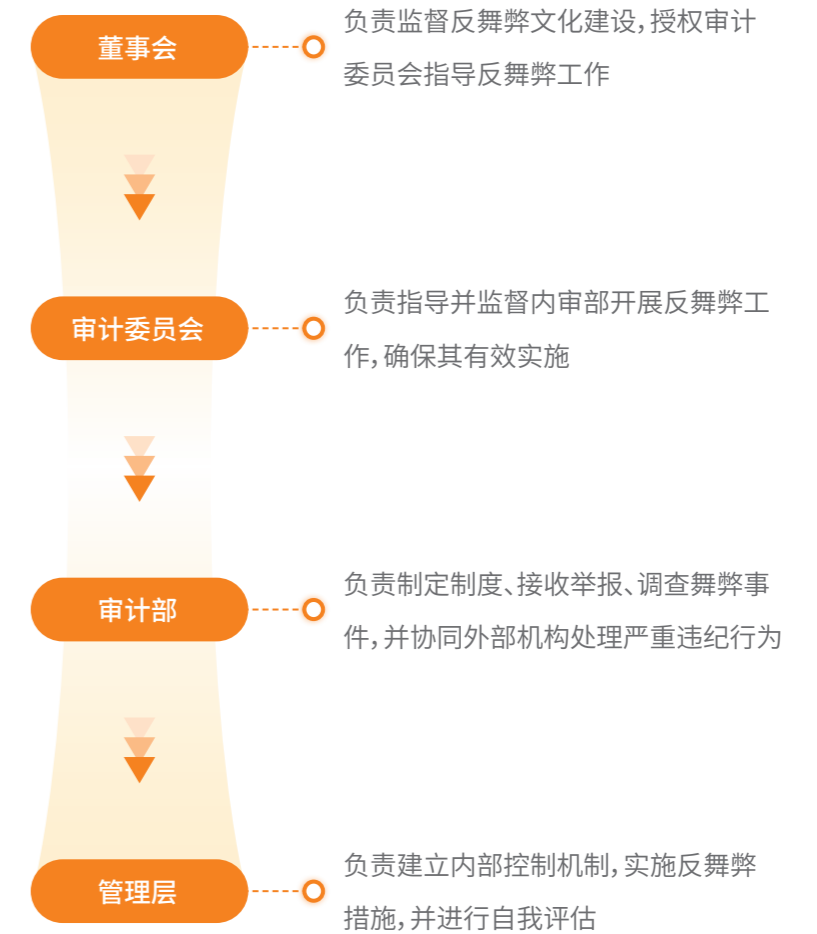 董事会
负责监督反舞弊文化建设,授权审计
委员会指导反舞弊工作
审计委员会
负责指导并监督内审部开展反舞弊工
作,确保其有效实施
审计部
负责制定制度、接收举报、调查舞弊事
件,并协同外部机构处理严重违纪行为
管理层
负责建立内部控制机制,实施反舞弊
措施,并进行自我评估